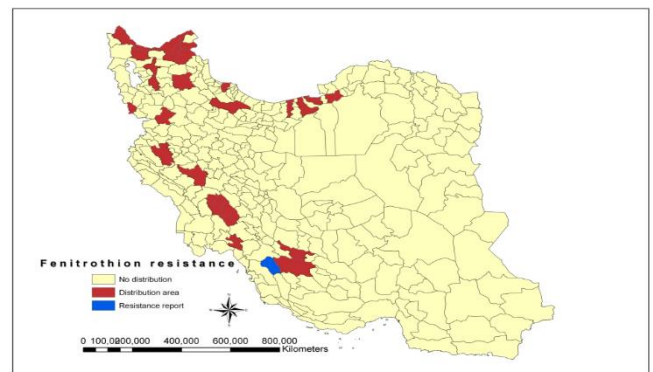 Fenitrothion resistance
No distribution
Distribution area
Resistance report
0 100,000200,000 400,000 600,000 800,000
Kilometers